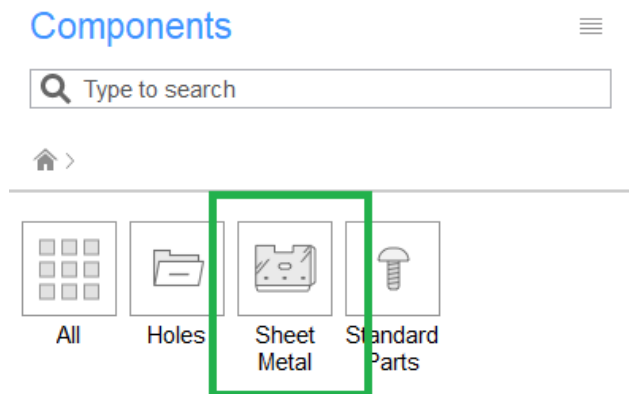 Components
Type to search
All
Holes
Sheet
Metal
Standard
Parts